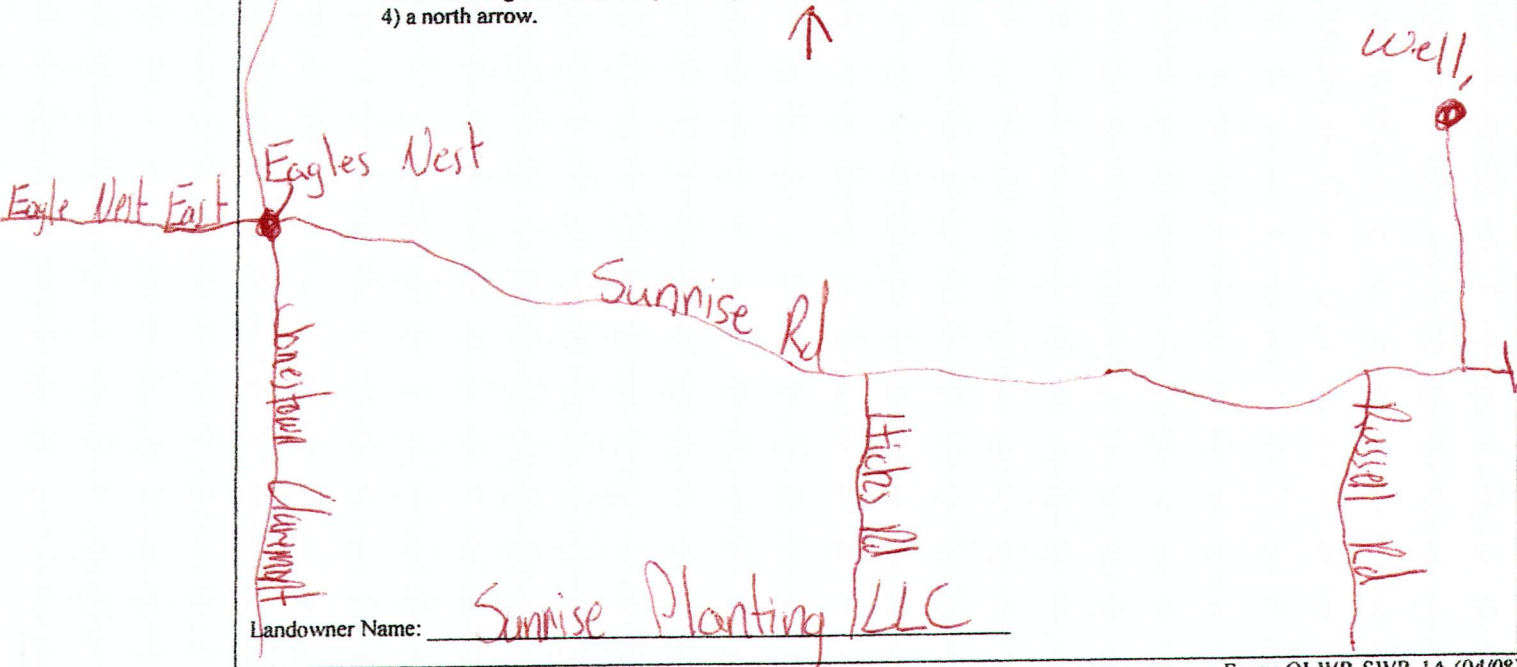 4) a north arrow.
Well
Eagles Nest
Eagle Nest East
Sunrise Rd
Jonestown
Hicks Rd
Russell Rd
Landowner Name: Sunrise Planting LLC